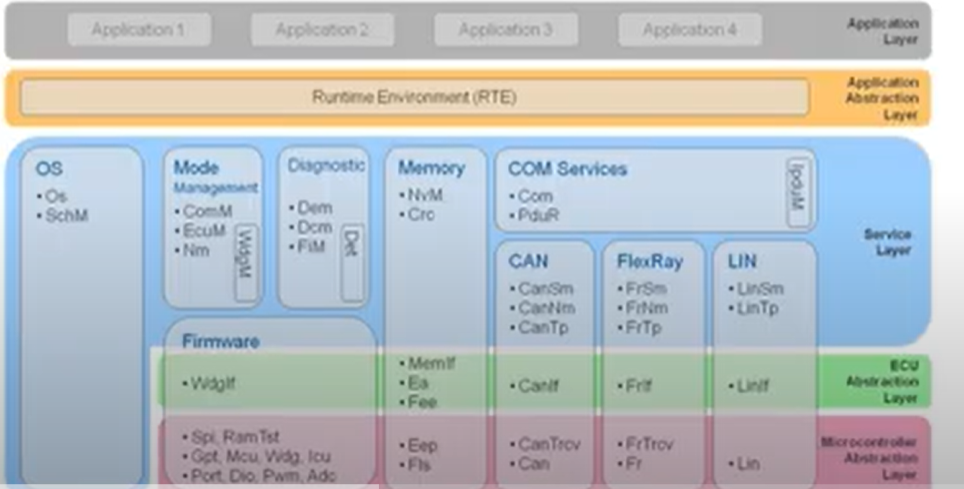 Application 1
Application 2
Application 3
Application 4
Application
Layer
Runtime Environment (RTE)
Application
Abstraction
Layer
OS
• Os
• SchM
Mode
Management
• ComM
• EcuM
• Nm
WdgM
Diagnostic
• Dem
• Dcm
• FiM
Det
Memory
• NvM
• Crc
COM Services
• Com
• PduR
IpduM
CAN
• CanSm
• CanNm
• CanTp
FlexRay
• FrSm
• FrNm
• FrTp
LIN
• LinSm
• LinTp
Service
Layer
Firmware
• WdgIf
• MemIf
• Ea
• Fee
• CanIf
• FrIf
• LinIf
ECU
Abstraction
Layer
• Spi, RamTst
• Gpt, Mcu, Wdg, Icu
• Port, Dio, Pwm, Adc
• Eep
• Fls
• CanTrcv
• Can
• FrTrcv
• Fr
• Lin
Microcontroller
Abstraction
Layer